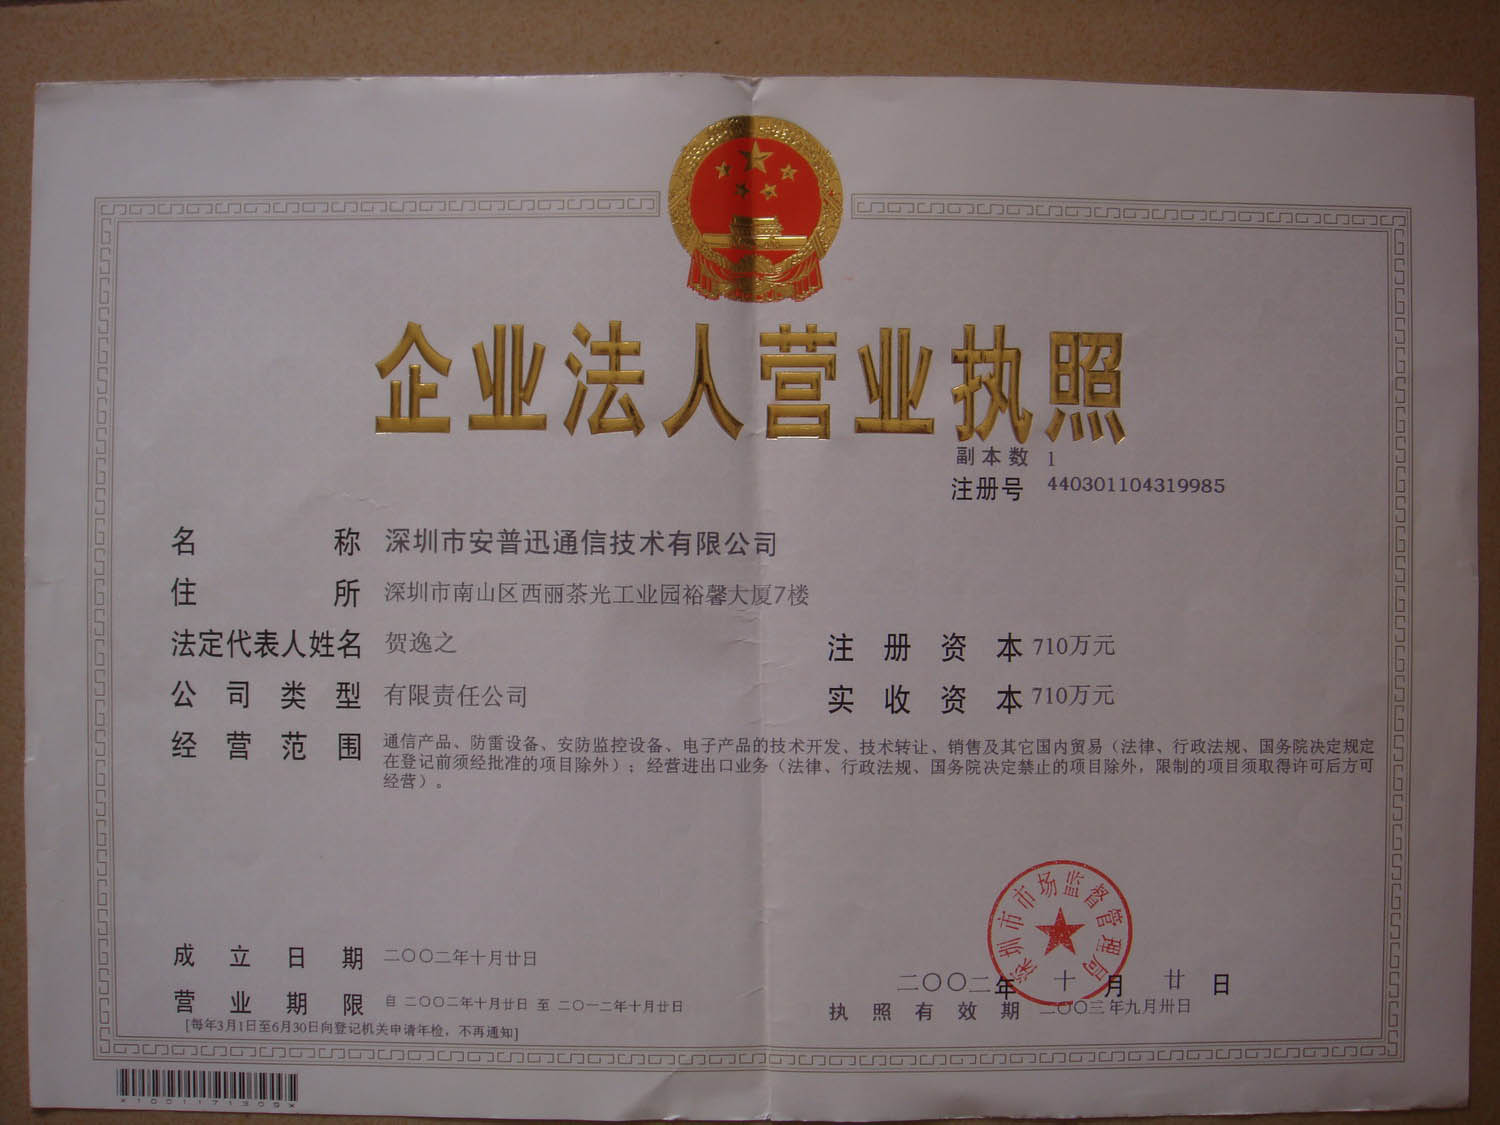 企业法人营业执照
副本数 1
注册号 440301104319985
名称 深圳市安普迅通信技术有限公司
住所 深圳市南山区西丽茶光工业园裕馨大厦7楼
法定代表人姓名 贺逸之
注册资本 710万元
公司类型 有限责任公司
实收资本 710万元
经营范围 通信产品、防雷设备、安防监控设备、电子产品的技术开发、技术转让、销售及其它国内贸易（法律、行政法规、国务院决定规定
在登记前须经批准的项目除外）；经营进出口业务（法律、行政法规、国务院决定禁止的项目除外，限制的项目须取得许可后方可
经营）。
深圳市市场监督管理局
成立日期 二〇〇二年十月廿日
二〇〇二年十月廿日
营业期限 自 二〇〇二年十月廿日 至 二〇一二年十月廿日
执照有效期 二〇〇三年九月卅日
[每年3月1日至6月30日向登记机关申请年检，不再通知]